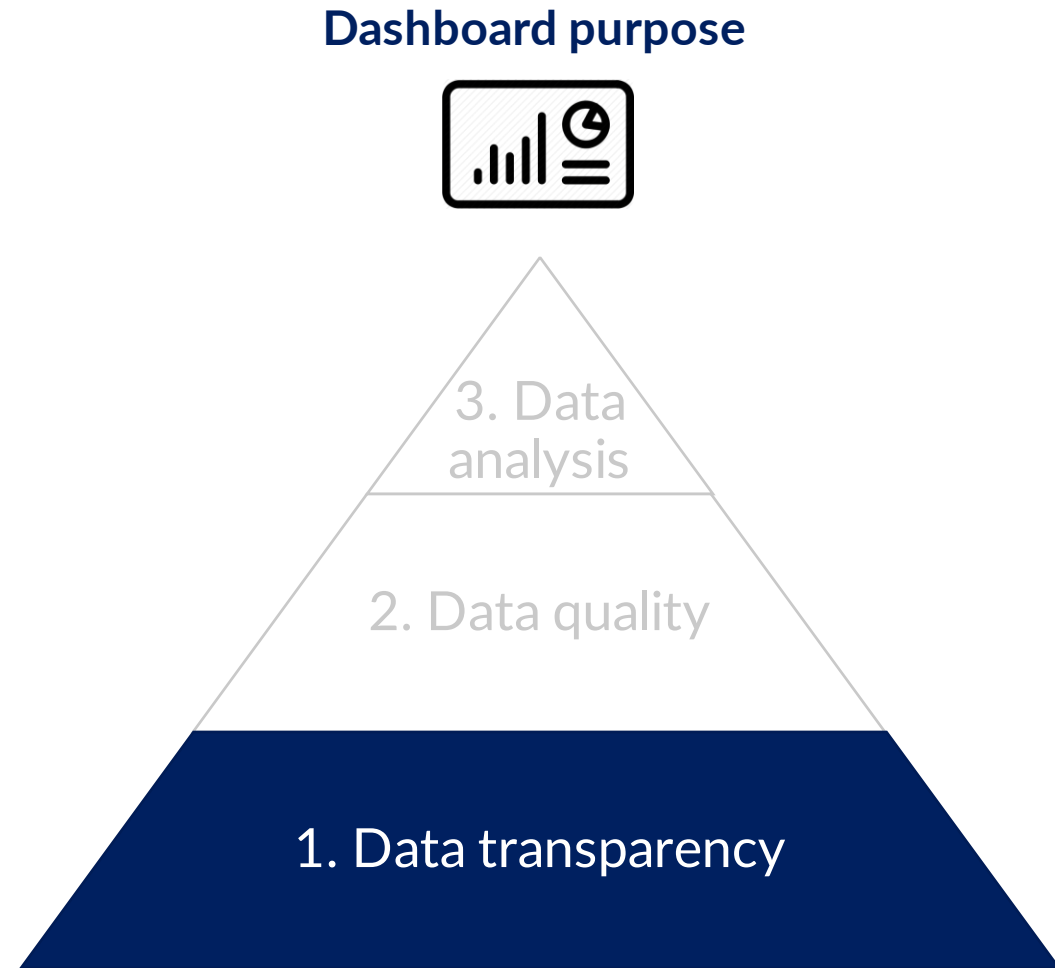 Dashboard purpose
3. Data
analysis
2. Data quality
1. Data transparency